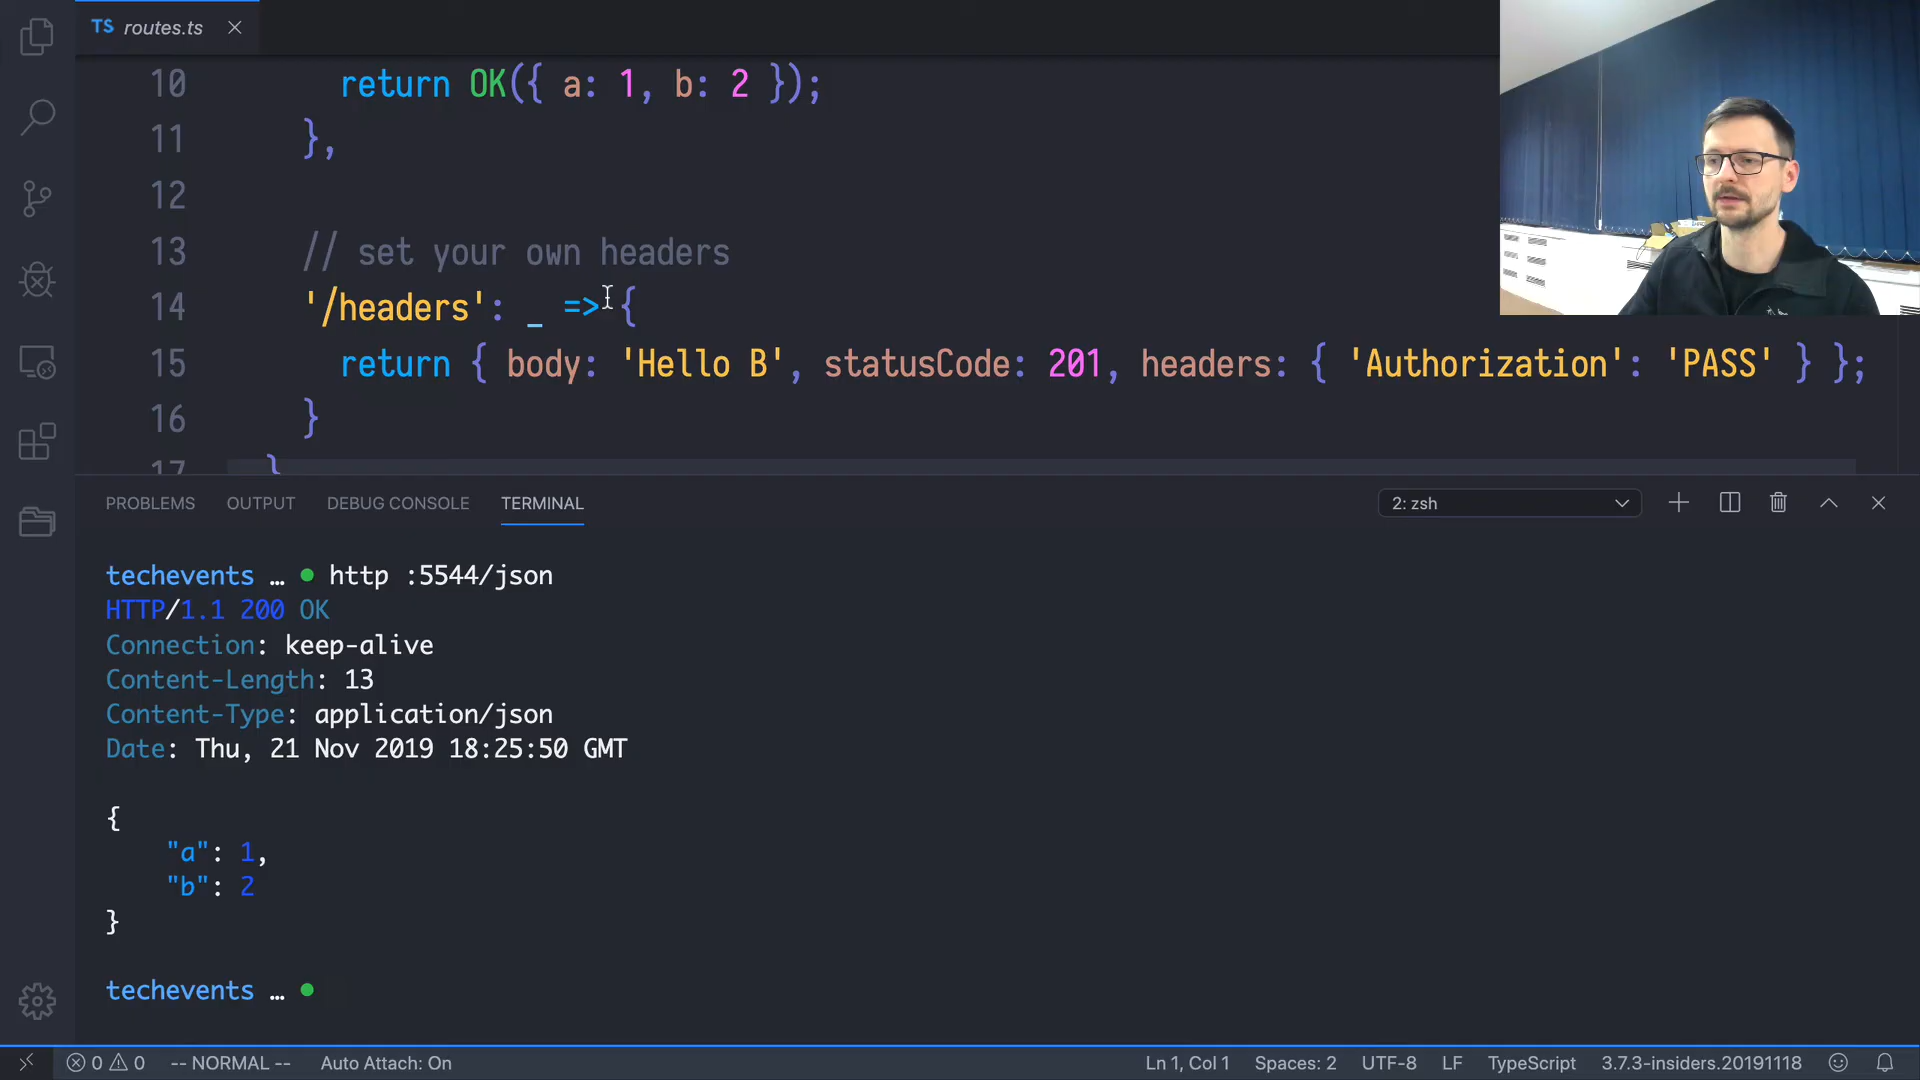 TS routes.ts
10 return OK({ a: 1, b: 2 });
11 },
12
13 // set your own headers
14 '/headers': _ => {
15 return { body: 'Hello B', statusCode: 201, headers: { 'Authorization': 'PASS' } };
16 }
17 }
PROBLEMS OUTPUT DEBUG CONSOLE TERMINAL 2: zsh
techevents … ● http :5544/json
HTTP/1.1 200 OK
Connection: keep-alive
Content-Length: 13
Content-Type: application/json
Date: Thu, 21 Nov 2019 18:25:50 GMT
{
"a": 1,
"b": 2
}
techevents … ●
0 0 -- NORMAL -- Auto Attach: On Ln 1, Col 1 Spaces: 2 UTF-8 LF TypeScript 3.7.3-insiders.20191118